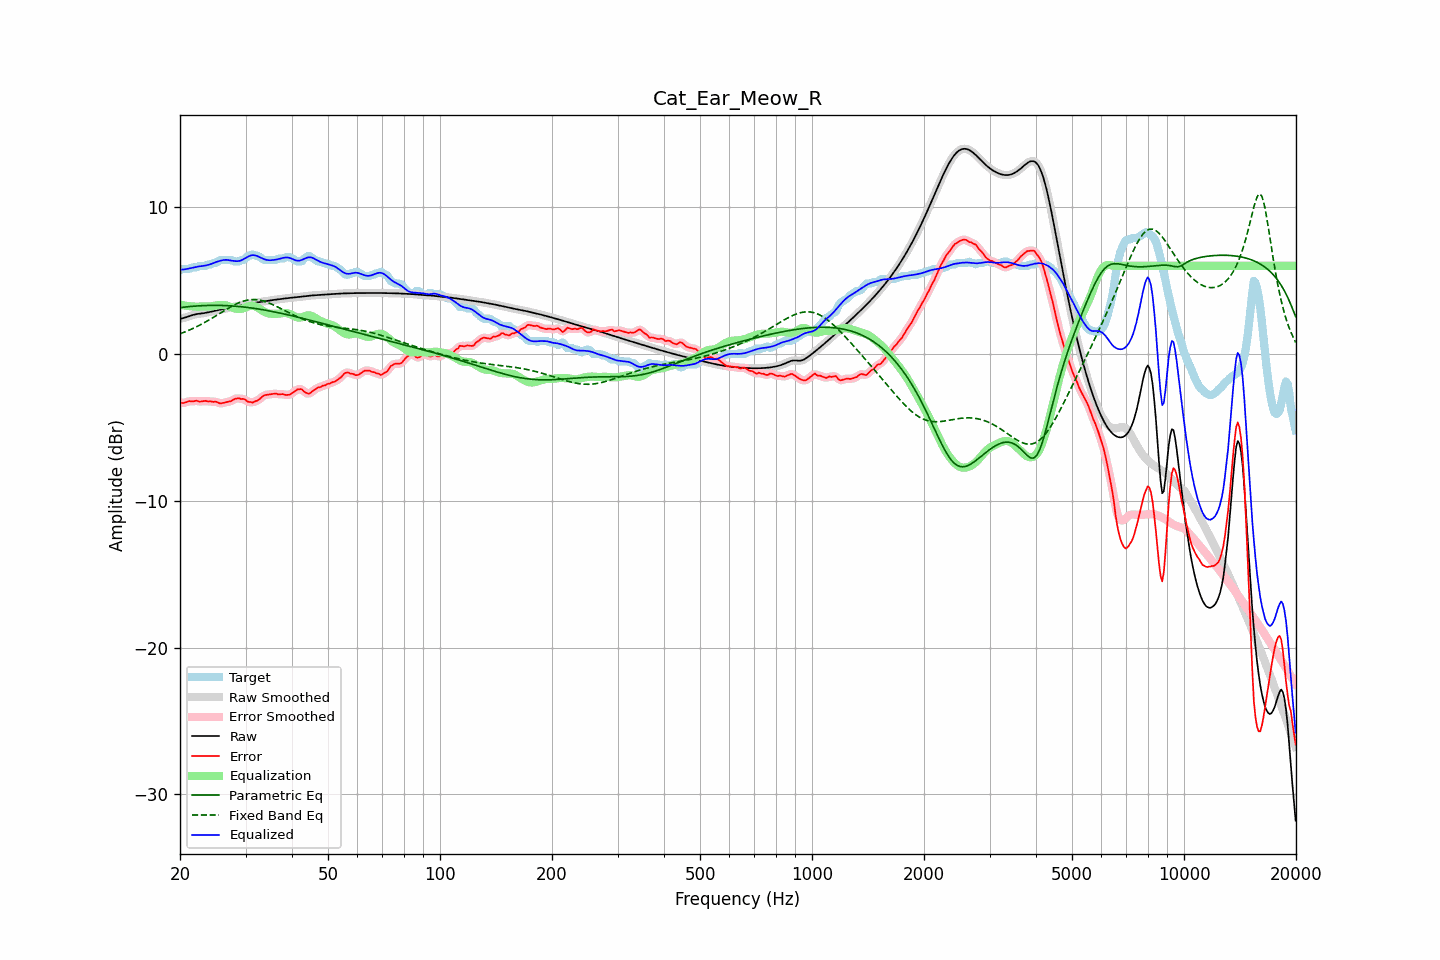 Cat_Ear_Meow_R
Amplitude (dBr)
10
0
−10
−20
−30
Target
Raw Smoothed
Error Smoothed
Raw
Error
Equalization
Parametric Eq
Fixed Band Eq
Equalized
20 50 100 200 500 1000 2000 5000 10000 20000
Frequency (Hz)